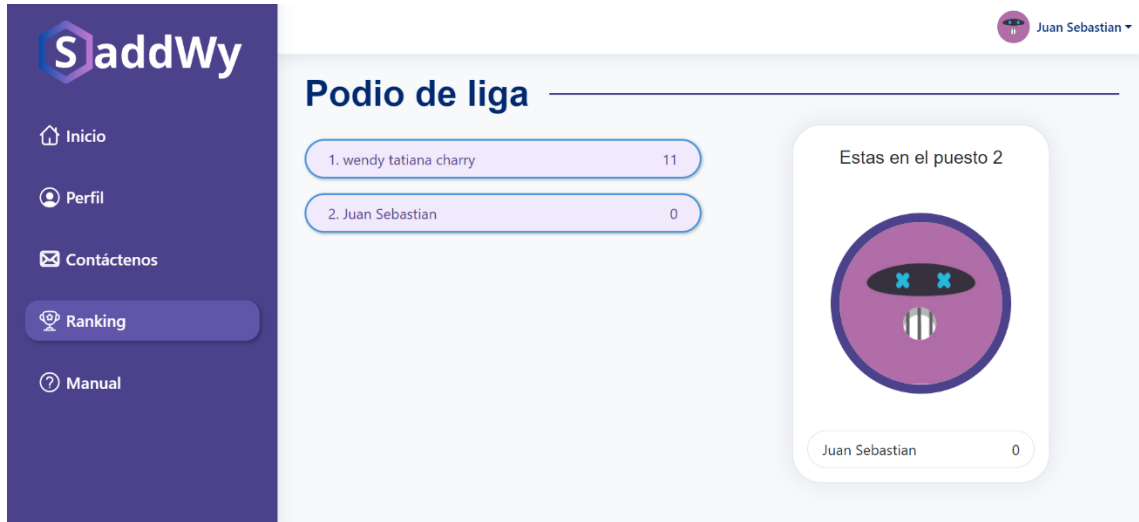 SaddWy
Juan Sebastian
Inicio
Perfil
Contáctenos
Ranking
Manual
Podio de liga
1. wendy tatiana charry 11
2. Juan Sebastian 0
Estas en el puesto 2
Juan Sebastian 0